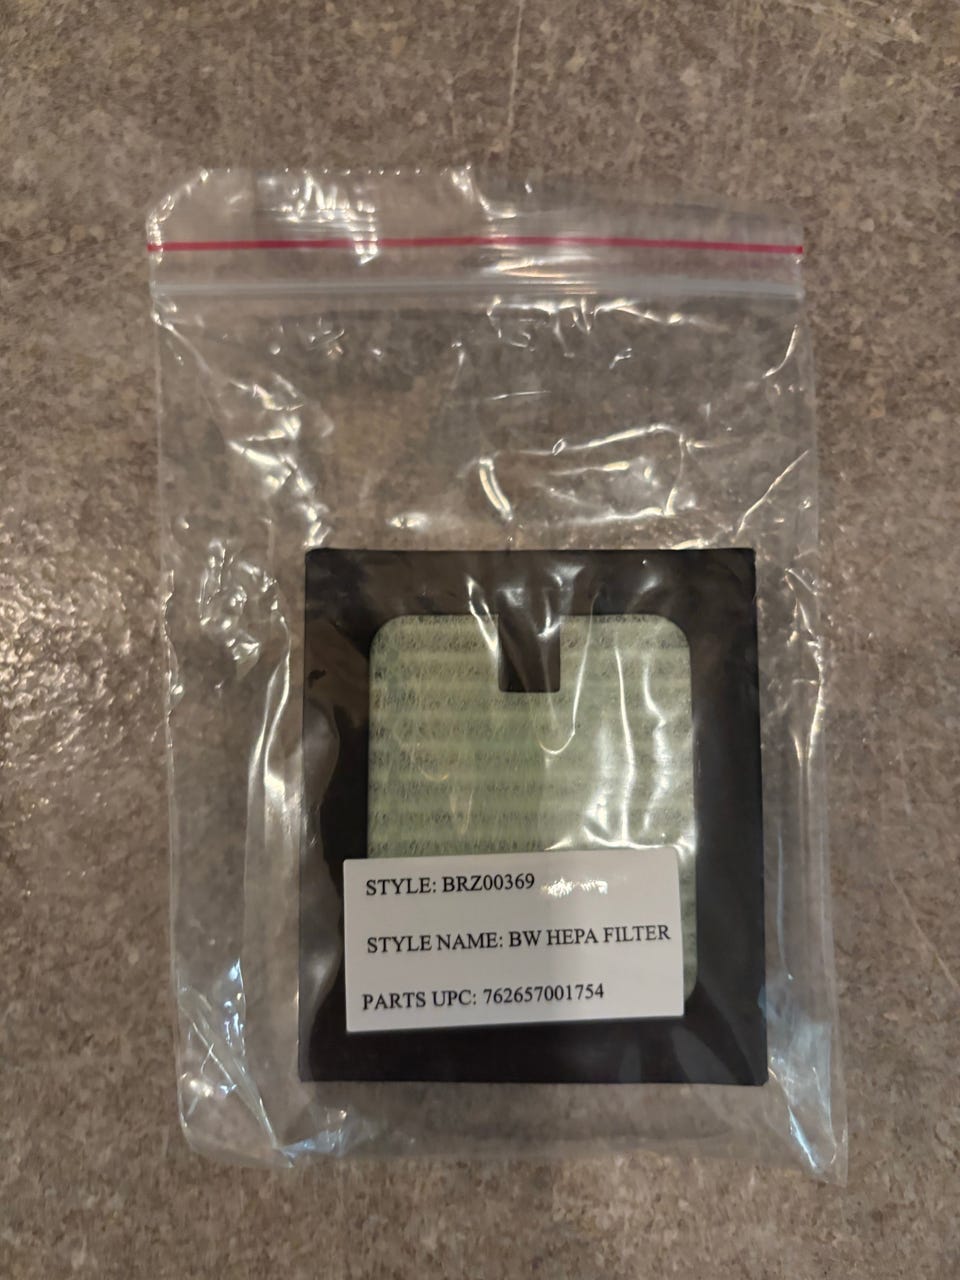 STYLE: BRZ00369
STYLE NAME: BW HEPA FILTER
PARTS UPC: 762657001754